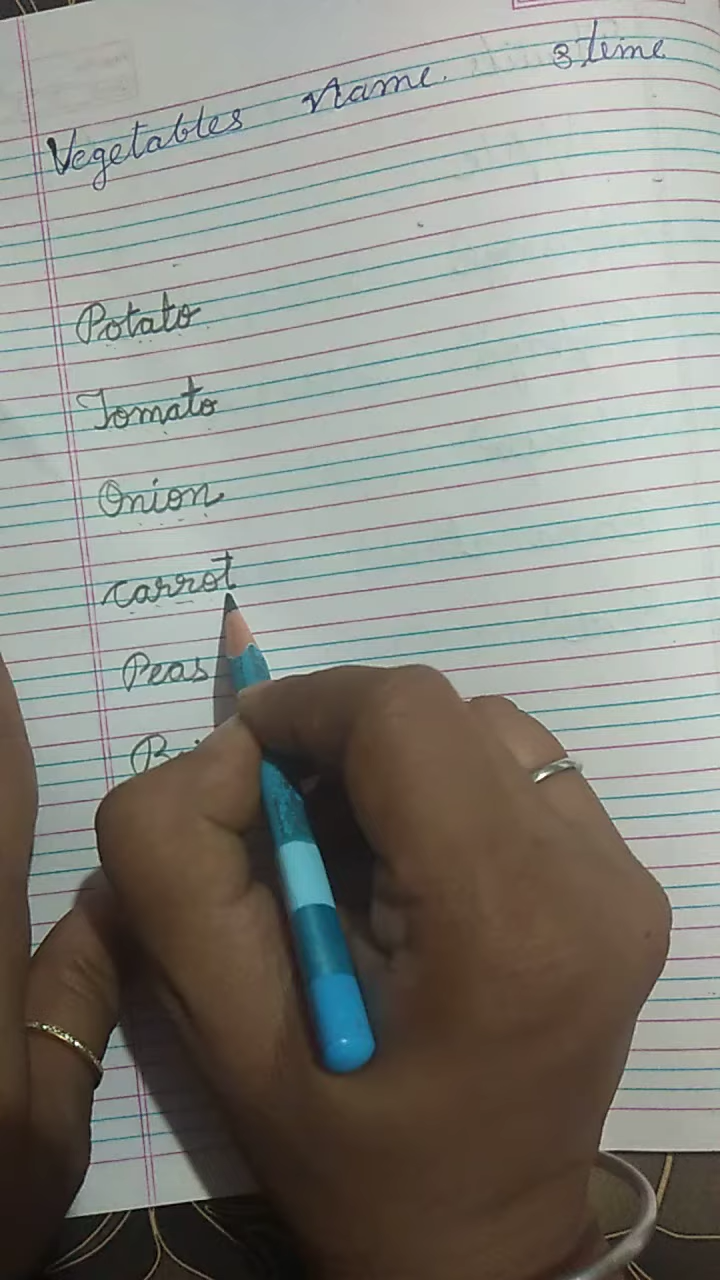 Vegetables Name. 3 time
Potato
Tomato
Onion
Carrot
Peas